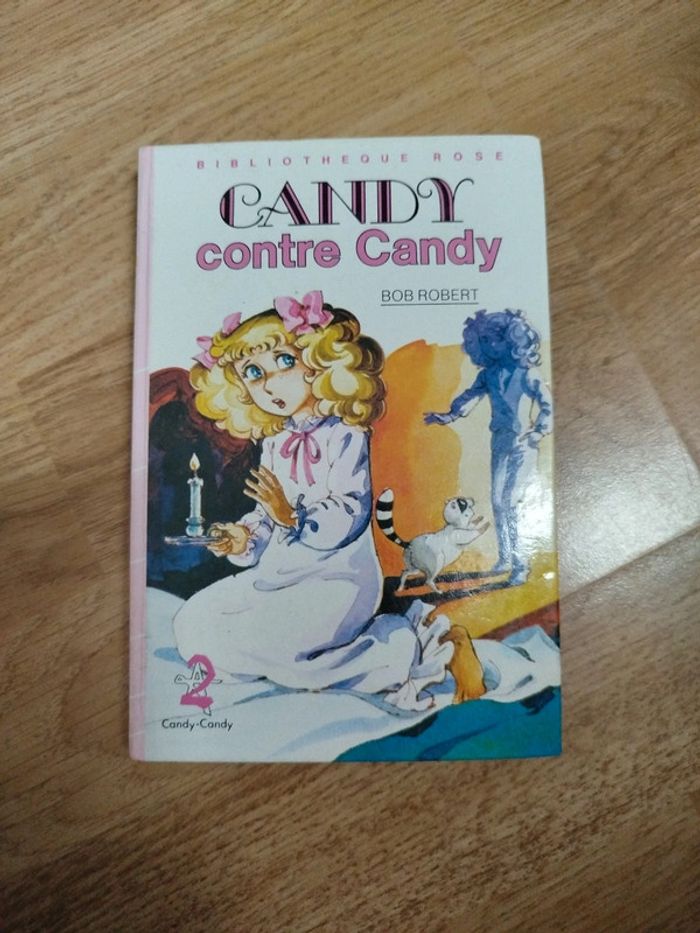 BIBLIOTHEQUE ROSE
CANDY
contre Candy
BOB ROBERT
2
Candy-Candy